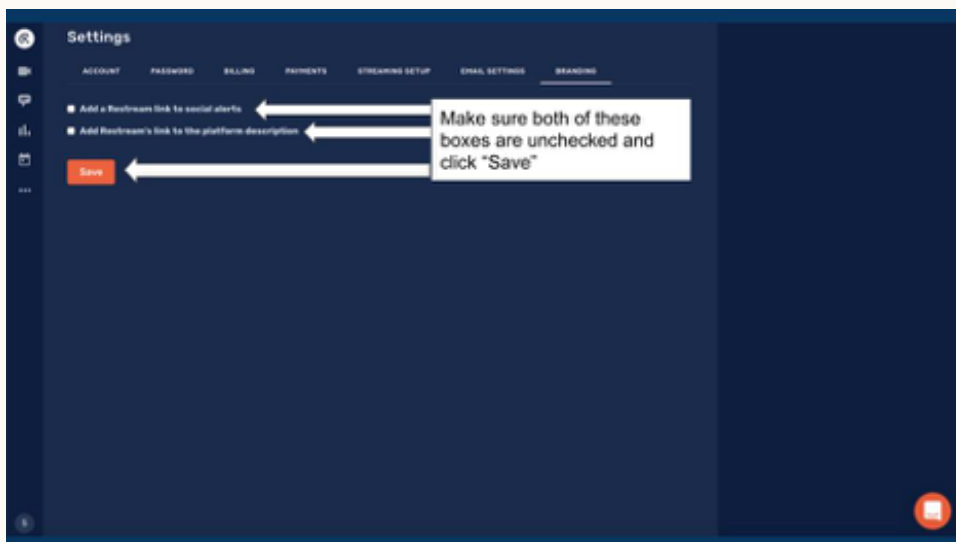 Settings
ACCOUNT PASSWORD BILLING PAYMENTS STREAMING SETUP EMAIL SETTINGS BRANDING
Add a Restream link to social alerts
Add Restream's link to the platform description
Make sure both of these
boxes are unchecked and
click “Save”
Save